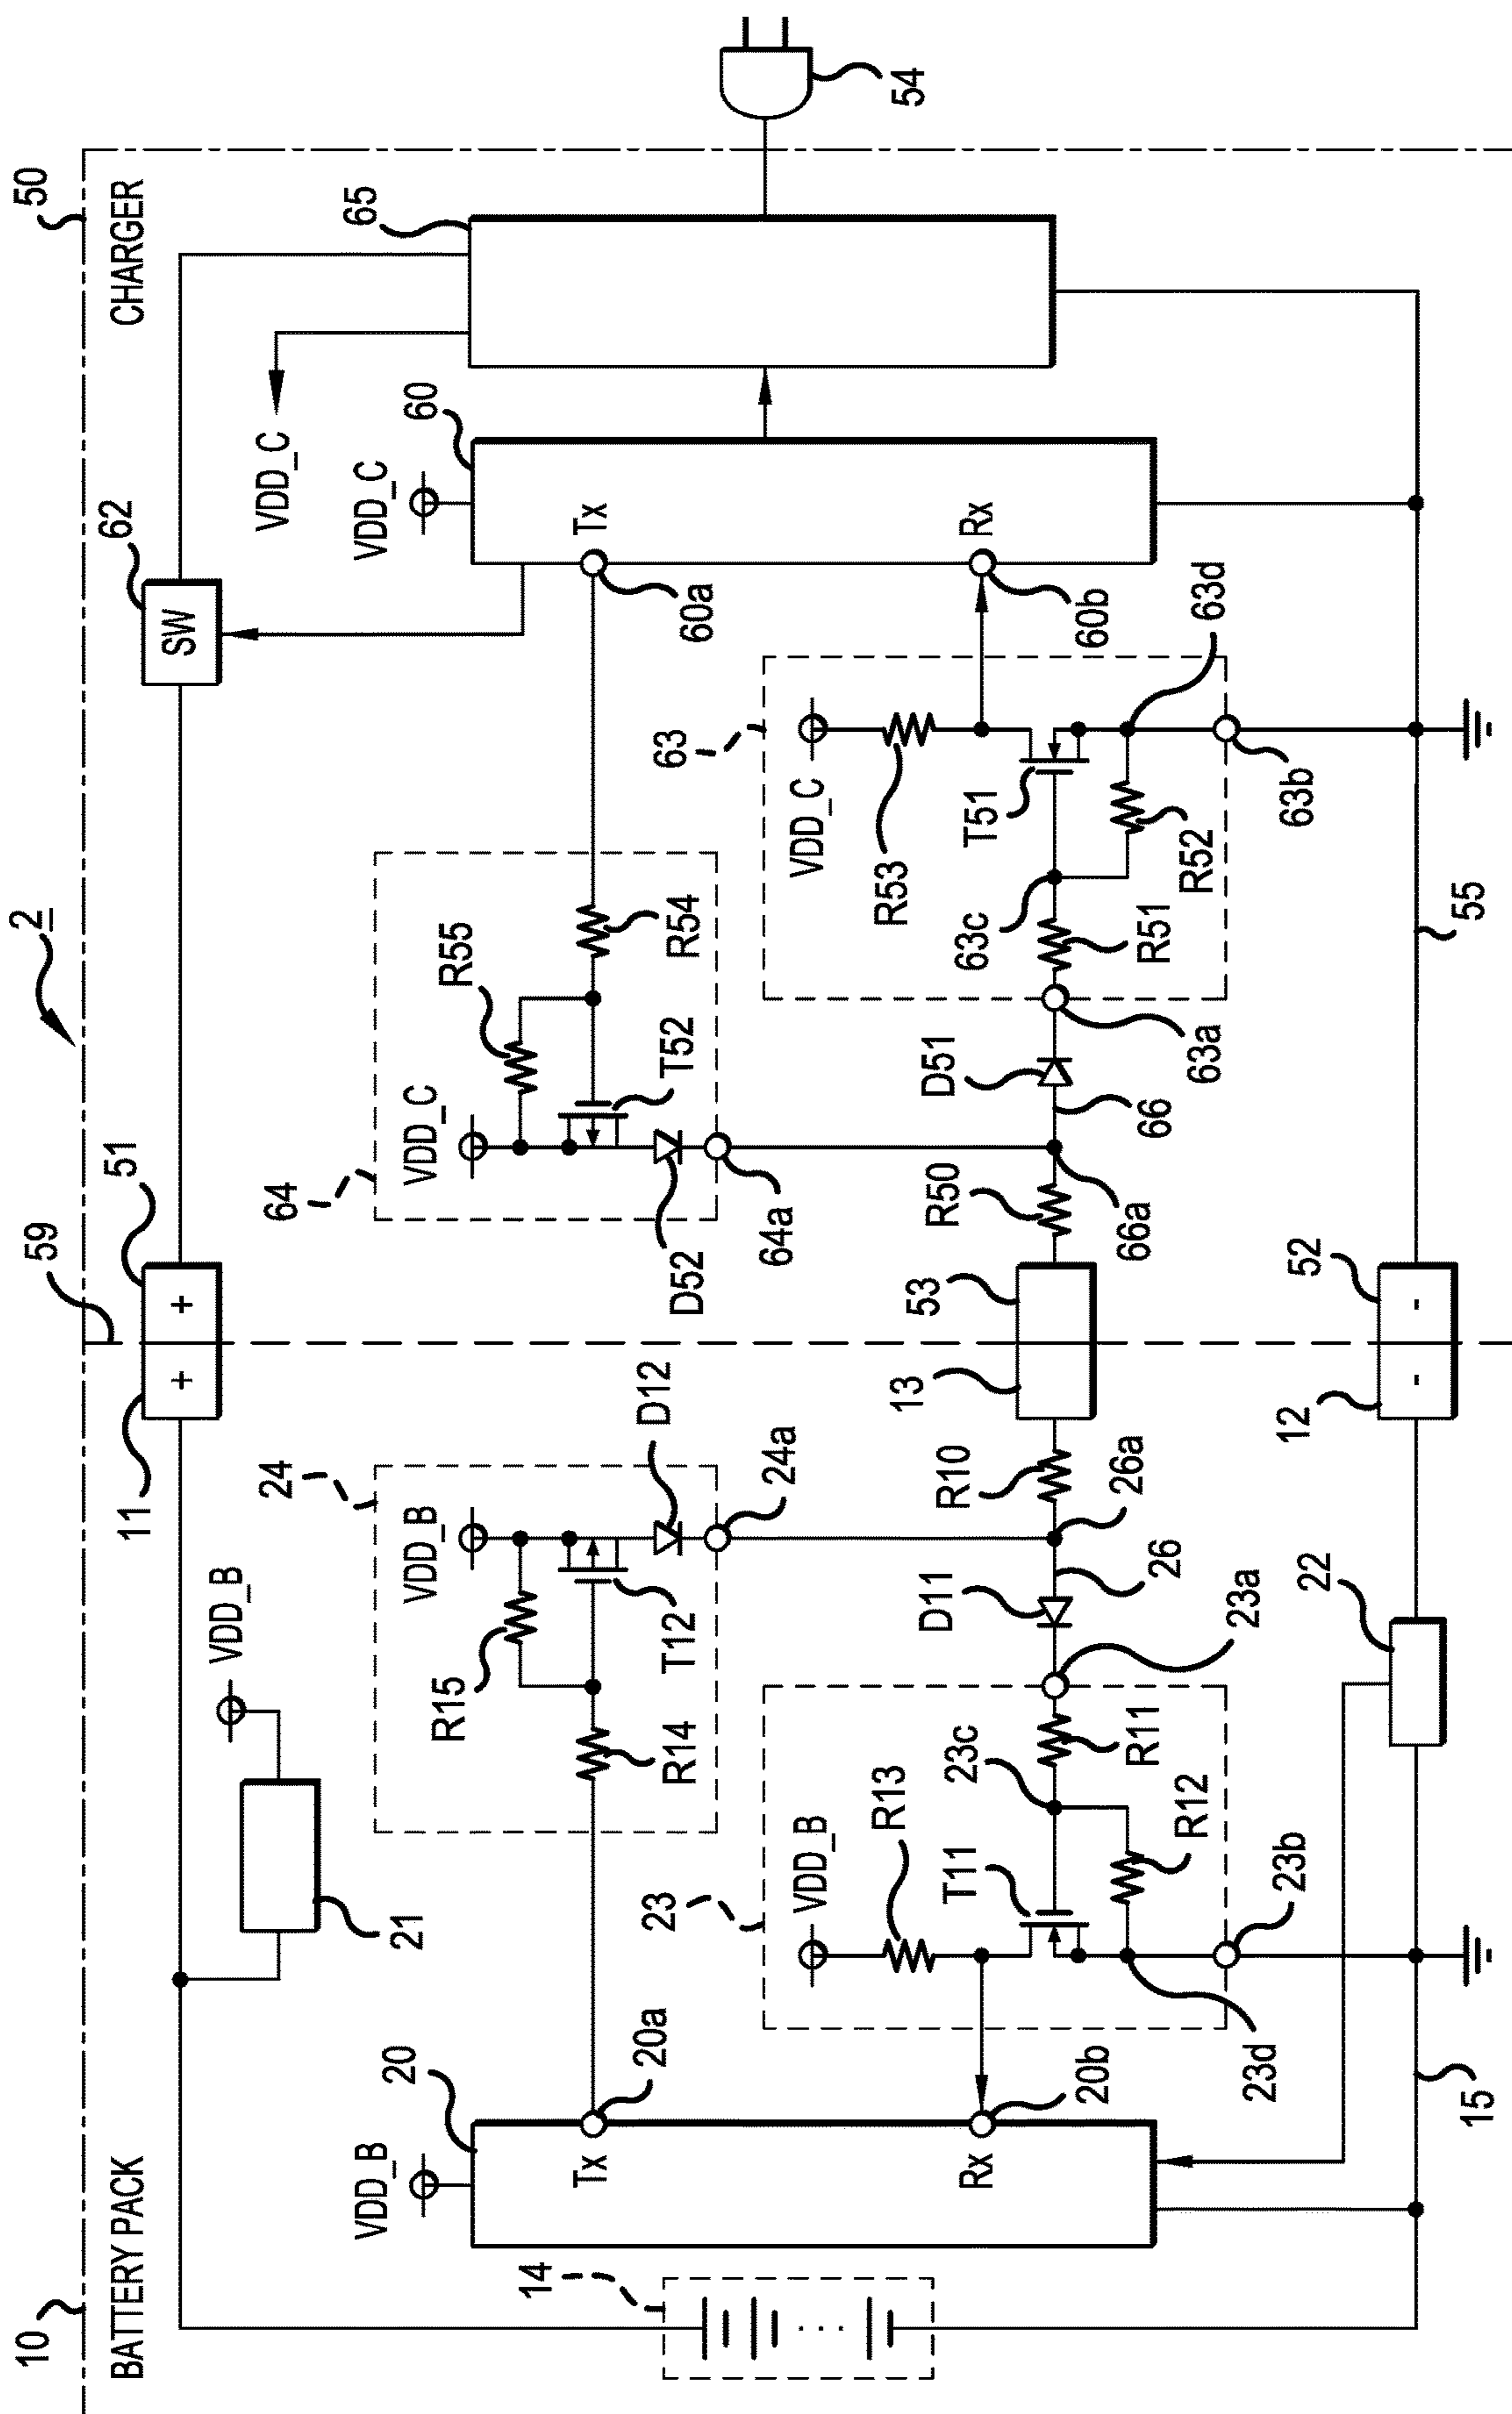 2
10
BATTERY PACK
50
CHARGER
59
11
+
+
51
62
SW
VDD_C
65
54
21
VDD_B
24
VDD_B
R15
T12
R14
D12
24a
64
VDD_C
R55
T52
R54
D52
64a
VDD_C
60
Tx
60a
Rx
60b
VDD_B
20
Tx
20a
Rx
20b
14
23
VDD_B
R13
T11
23c
R11
R12
23d
23b
23a
D11
26
26a
R10
13
53
R50
66a
66
D51
63a
63
VDD_C
R53
T51
63c
R51
R52
63d
63b
15
22
12
-
-
52
55